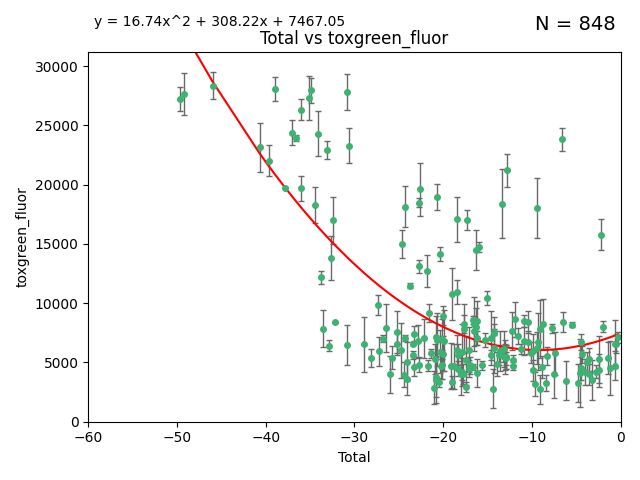 y = 16.74x^2 + 308.22x + 7467.05
N = 848
Total vs toxgreen_fluor
toxgreen_fluor
30000
25000
20000
15000
10000
5000
0
−60
−50
−40
−30
−20
−10
0
Total